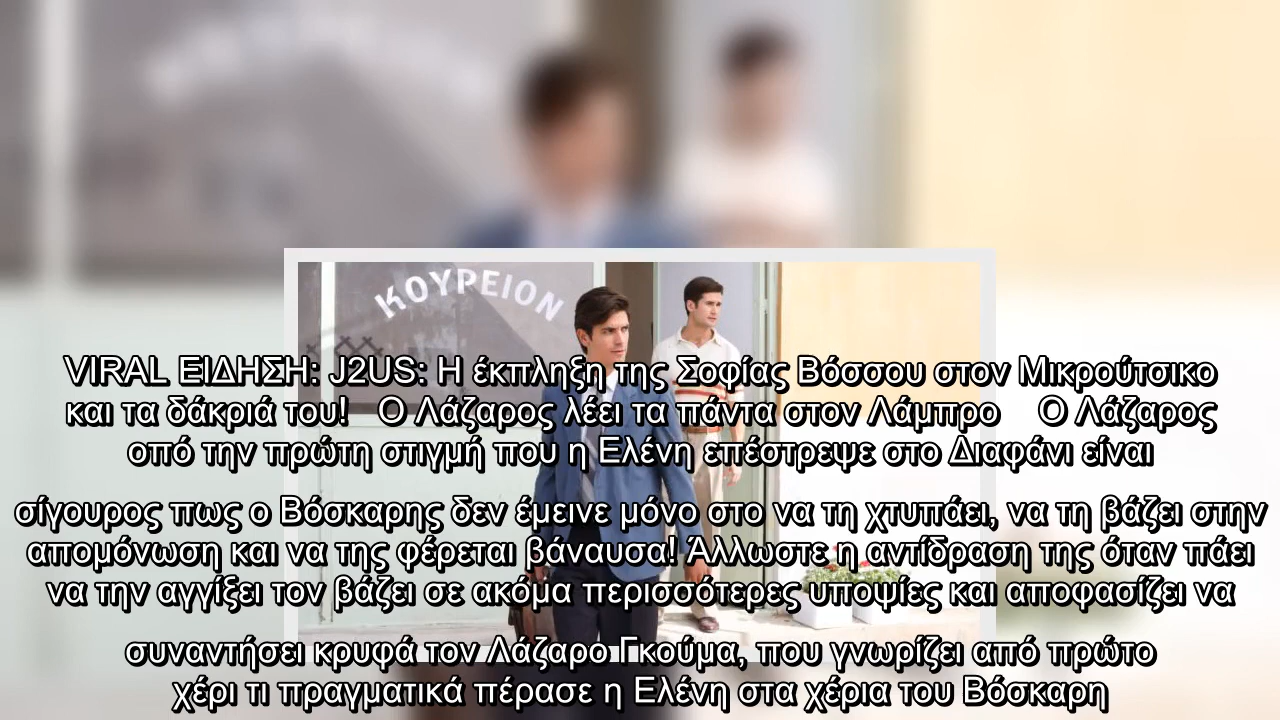 ΚΟΥΡΕΙΟΝ
VIRAL ΕΙΔΗΣΗ: J2US: Η έκπληξη της Σοφίας Βόσσου στον Μικρούτσικο
και τα δάκριά του! Ο Λάζαρος λέει τα πάντα στον Λάμπρο Ο Λάζαρος
οπό την πρώτη στιγμή που η Ελένη επέστρεψε στο Διαφάνι είναι
σίγουρος πως ο Βόσκαρης δεν έμεινε μόνο στο να τη χτυπάει, να τη βάζει στην
απομόνωση και να της φέρεται βάναυσα! Άλλωστε η αντίδραση της όταν πάει
να την αγγίξει τον βάζει σε ακόμα περισσότερες υποψίες και αποφασίζει να
συναντήσει κρυφά τον Λάζαρο Γκούμα, που γνωρίζει από πρώτο
χέρι τι πραγματικά πέρασε η Ελένη στα χέρια του Βόσκαρη